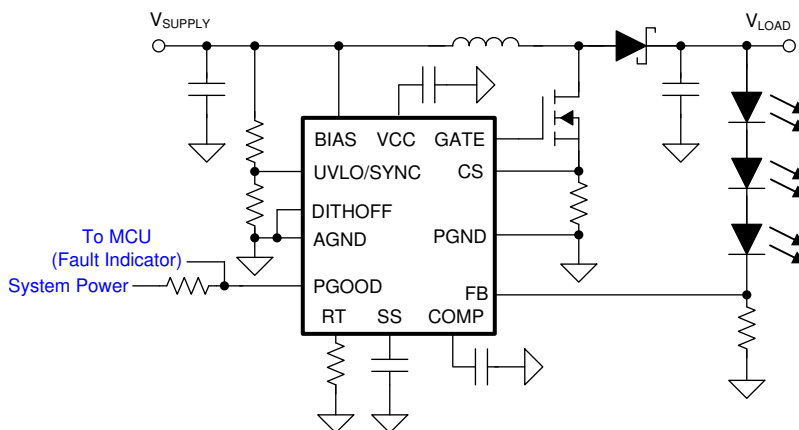 VSUPPLY
VLOAD
BIAS VCC GATE
UVLO/SYNC CS
DITHOFF
AGND PGND
To MCU
(Fault Indicator)
System Power
PGOOD FB
RT SS COMP